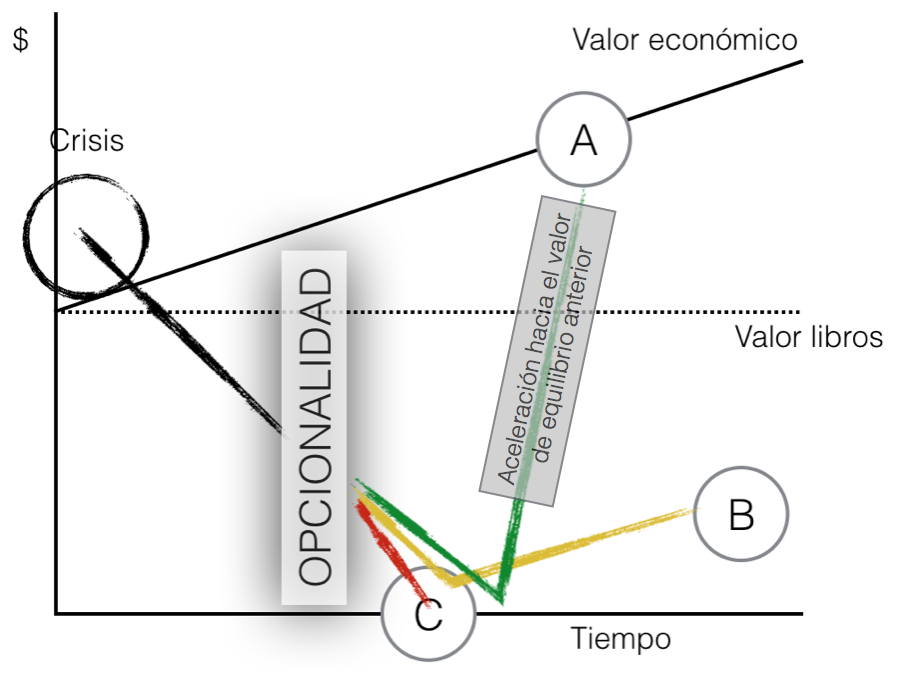 $
Valor económico
A
Crisis
Aceleración hacia el valor
de equilibrio anterior
OPCIONALIDAD
Valor libros
B
C
Tiempo